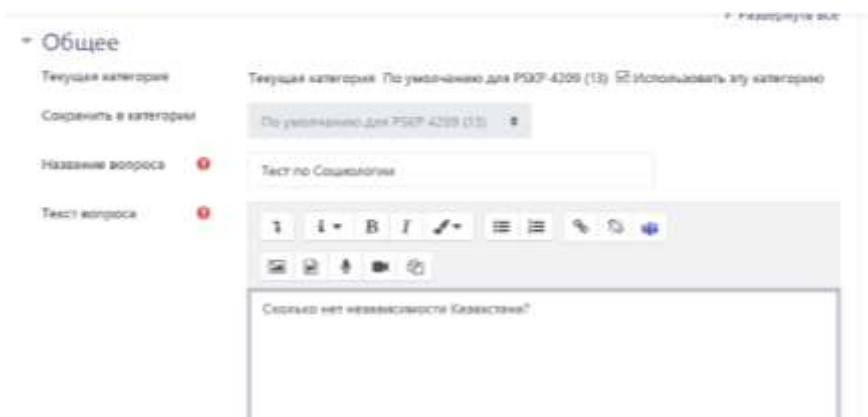 Развернуть все
Общее
Текущая категория Текущая категория По умолчанию для PSKP 4209 (13) Использовать эту категорию
Сохранить в категории По умолчанию для PSKP 4209 (13)
Название вопроса Тест по Социологии
Текст вопроса
B I
Сколько нет независимости Казахстана?